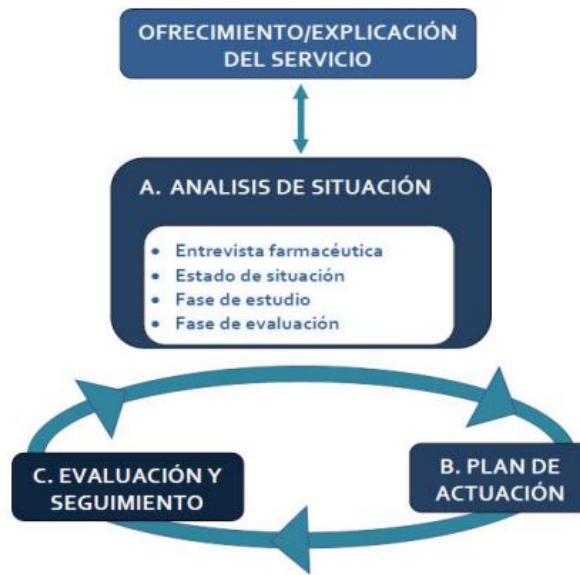 OFRECIMIENTO/EXPLICACIÓN
DEL SERVICIO
A. ANALISIS DE SITUACIÓN
• Entrevista farmacéutica
• Estado de situación
• Fase de estudio
• Fase de evaluación
C. EVALUACIÓN Y
SEGUIMIENTO
B. PLAN DE
ACTUACIÓN